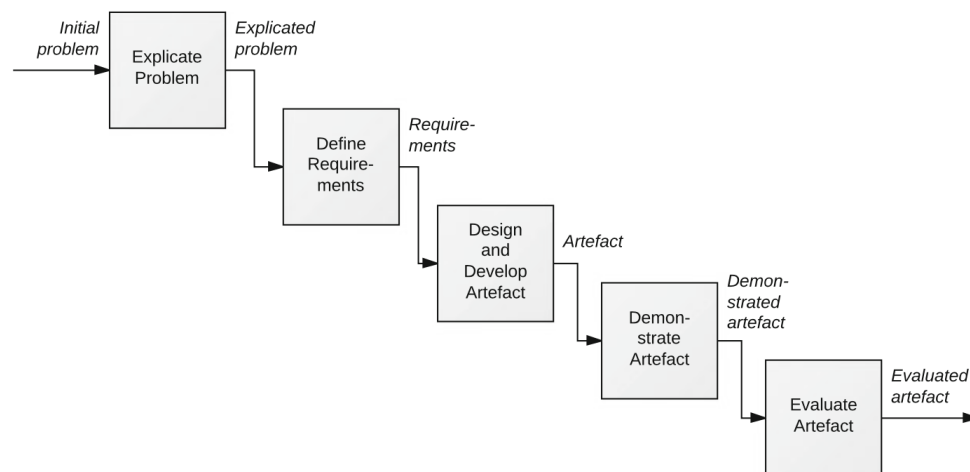 Initial
problem
Explicate
Problem
Explicated
problem
Define
Require-
ments
Require-
ments
Design
and
Develop
Artefact
Artefact
Demon-
strate
Artefact
Demon-
strated
artefact
Evaluate
Artefact
Evaluated
artefact